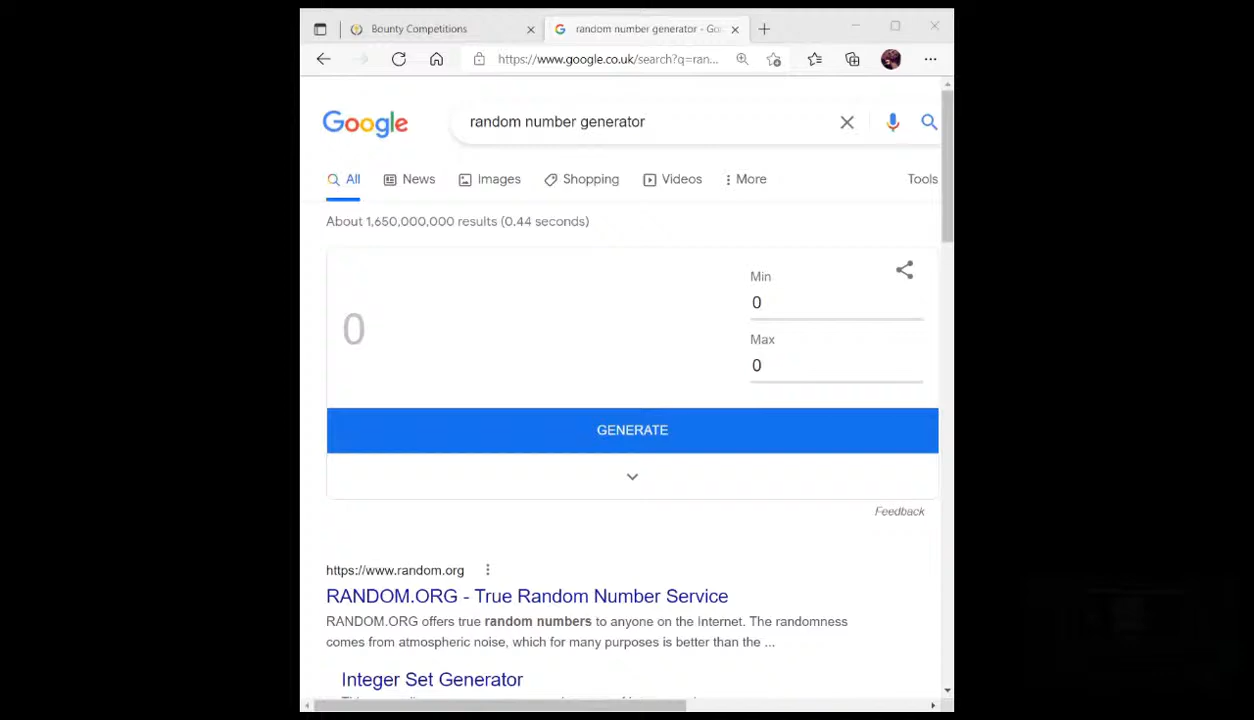 Bounty Competitions
random number generator - Goo
https://www.google.co.uk/search?q=ran...
Google
random number generator
All
News
Images
Shopping
Videos
More
Tools
About 1,650,000,000 results (0.44 seconds)
Min
0
0
Max
0
GENERATE
Feedback
https://www.random.org
RANDOM.ORG - True Random Number Service
RANDOM.ORG offers true random numbers to anyone on the Internet. The randomness
comes from atmospheric noise, which for many purposes is better than the ...
Integer Set Generator